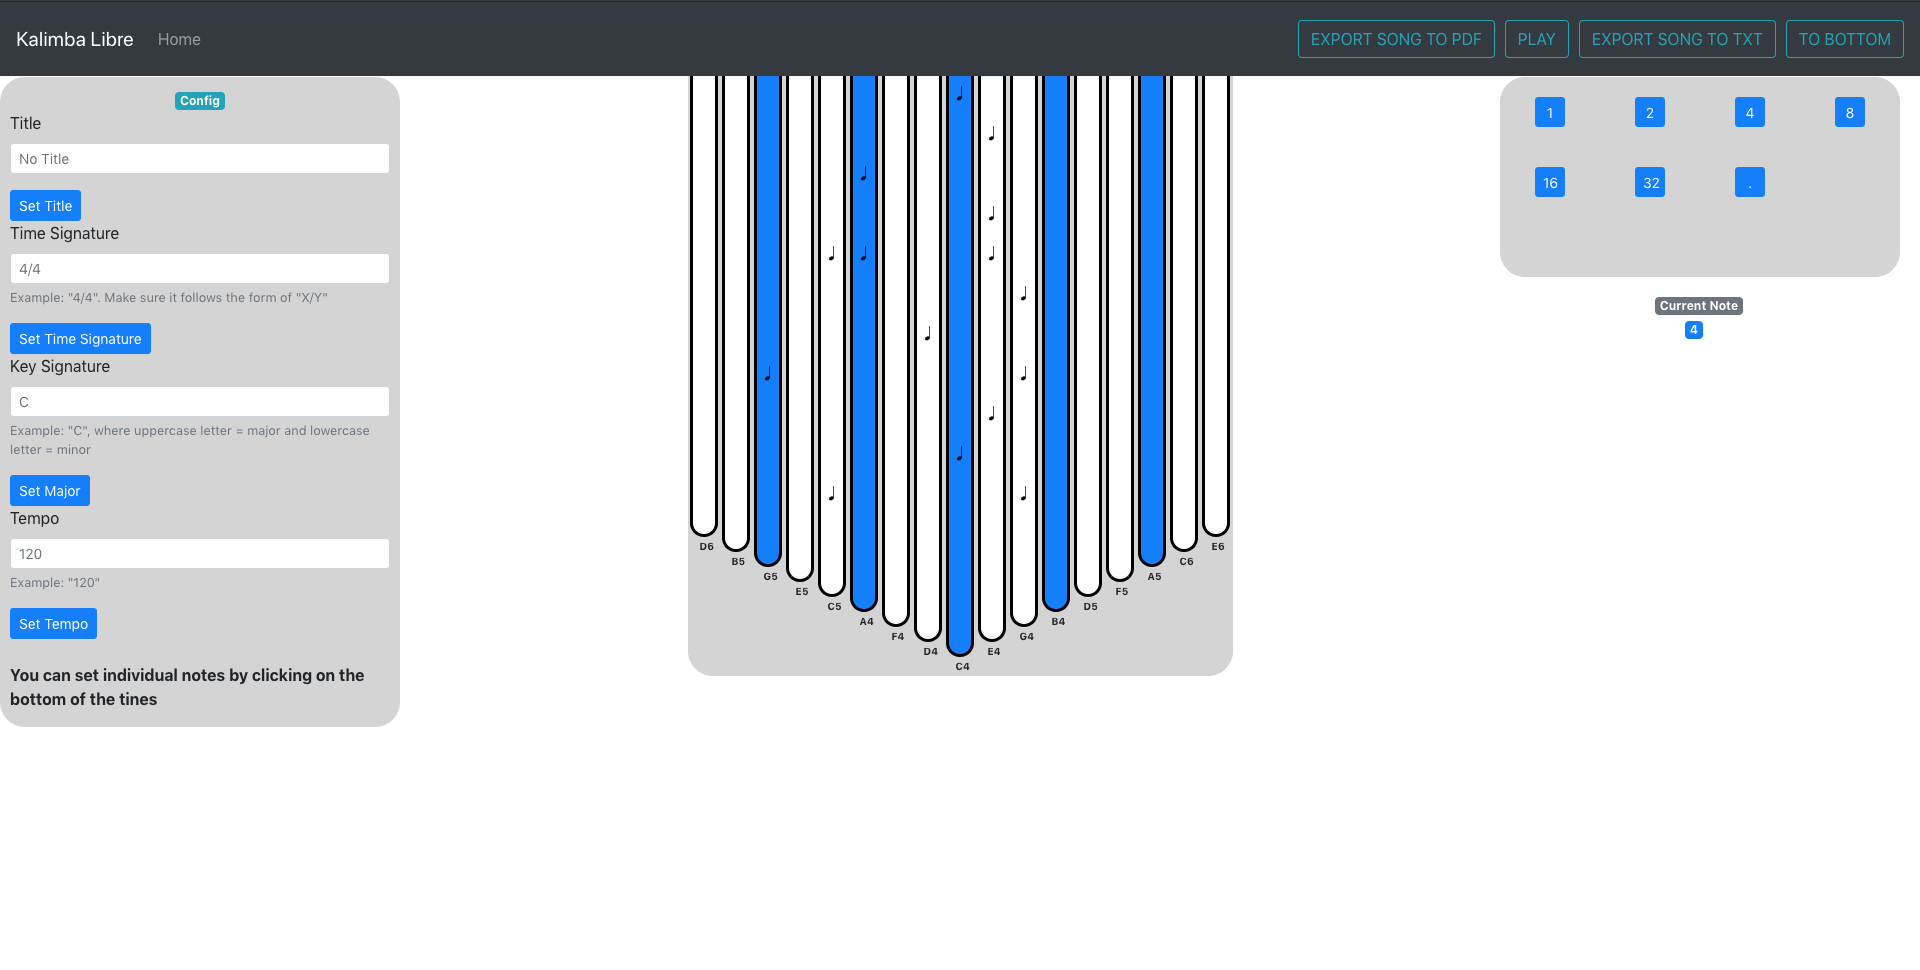 Kalimba Libre Home EXPORT SONG TO PDF PLAY EXPORT SONG TO TXT TO BOTTOM
Config
Title
No Title
Set Title
Time Signature
4/4
Example: "4/4". Make sure it follows the form of "X/Y"
Set Time Signature
Key Signature
C
Example: "C", where uppercase letter = major and lowercase
letter = minor
Set Major
Tempo
120
Example: "120"
Set Tempo
You can set individual notes by clicking on the
bottom of the tines
D6 B5 G5 E5 C5 A4 F4 D4 C4 E4 G4 B4 D5 F5 A5 C6 E6
1 2 4 8
16 32 .
Current Note
4